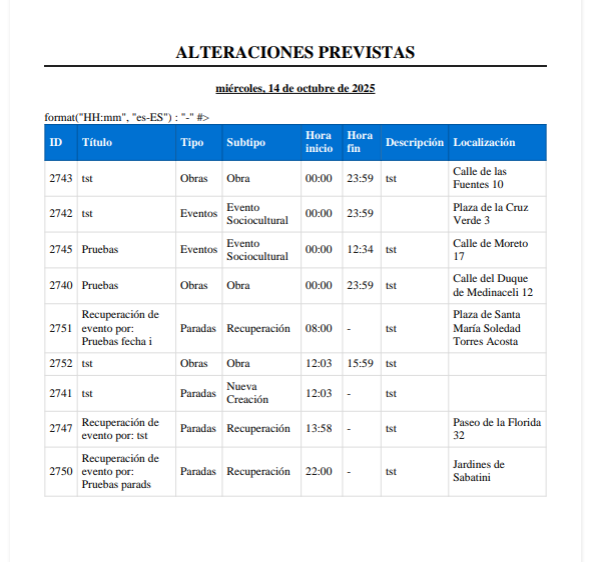 ALTERACIONES PREVISTAS
miércoles, 14 de octubre de 2025
format("HH:mm", "es-ES") : "-" #>
ID Título Tipo Subtipo Hora inicio Hora fin Descripción Localización
2743 tst Obras Obra 00:00 23:59 tst Calle de las Fuentes 10
2742 tst Eventos Evento Sociocultural 00:00 23:59 Plaza de la Cruz Verde 3
2745 Pruebas Eventos Evento Sociocultural 00:00 12:34 tst Calle de Moreto 17
2740 Pruebas Obras Obra 00:00 23:59 tst Calle del Duque de Medinaceli 12
2751 Recuperación de evento por: Pruebas fecha i Paradas Recuperación 08:00 - tst Plaza de Santa María Soledad Torres Acosta
2752 tst Obras Obra 12:03 15:59 tst
2741 tst Paradas Nueva Creación 12:03 - tst
2747 Recuperación de evento por: tst Paradas Recuperación 13:58 - tst Paseo de la Florida 32
2750 Recuperación de evento por: Pruebas parads Paradas Recuperación 22:00 - tst Jardines de Sabatini